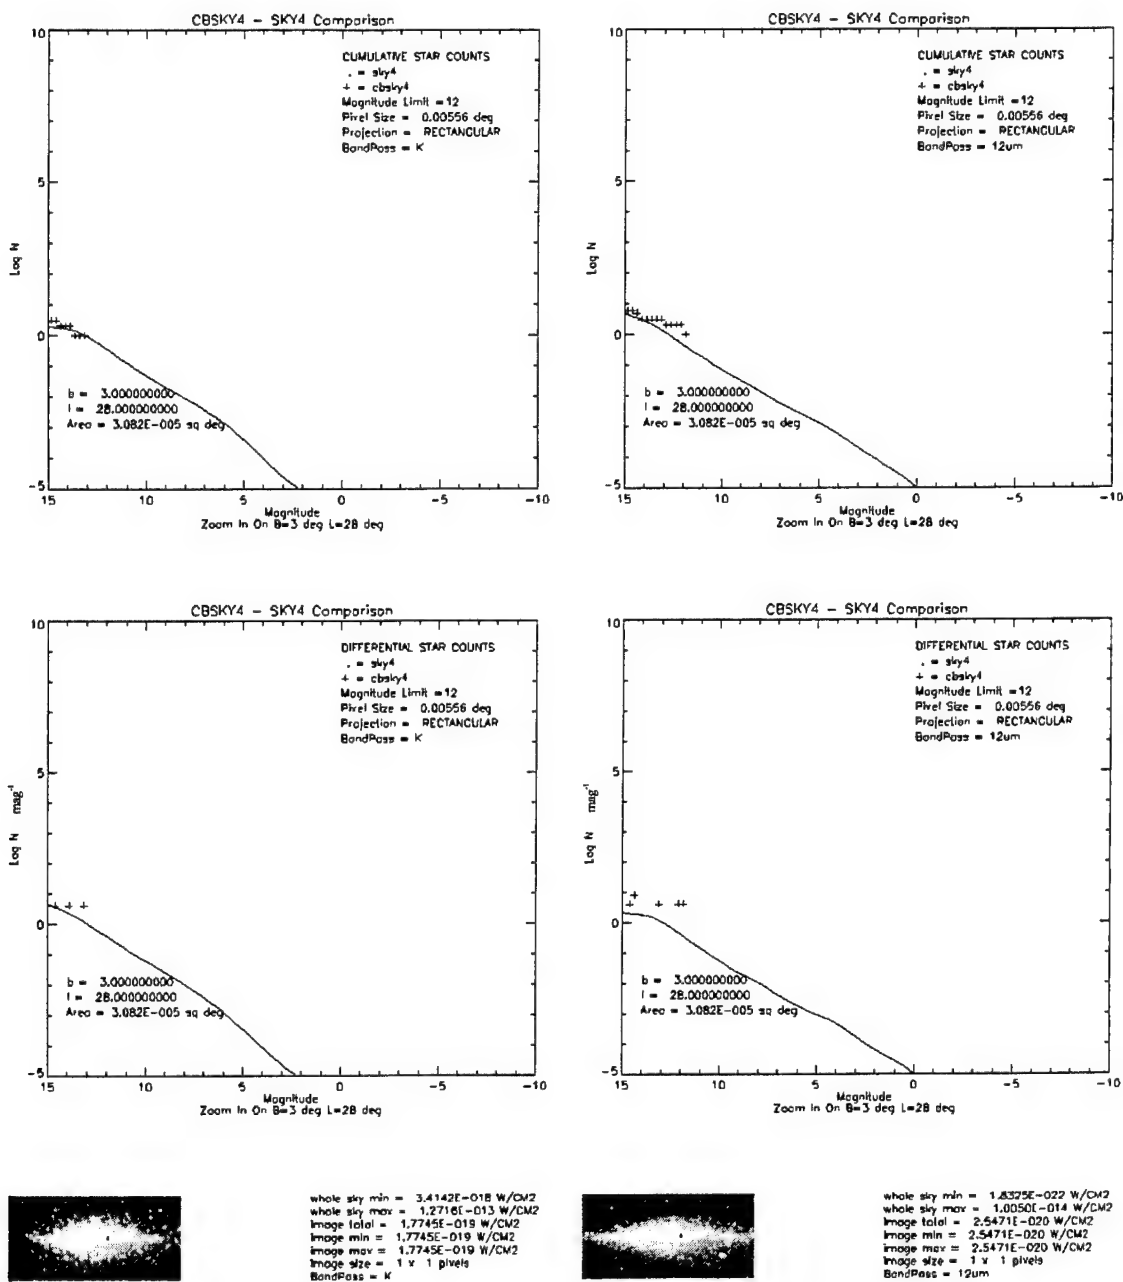 CBSKY4 - SKY4 Comparison
10
CUMULATIVE STAR COUNTS
. = sky4
+ = cbsky4
Magnitude Limit =12
Pixel Size = 0.00556 deg
Projection = RECTANGULAR
BandPass = K
5
Log N
0
b = 3.000000000
l = 28.000000000
Area = 3.082E-005 sq deg
-5
15 10 5 0 -5 -10
Magnitude
Zoom In On B=3 deg L=28 deg
CBSKY4 - SKY4 Comparison
10
CUMULATIVE STAR COUNTS
. = sky4
+ = cbsky4
Magnitude Limit =12
Pixel Size = 0.00556 deg
Projection = RECTANGULAR
BandPass = 12um
5
Log N
0
b = 3.000000000
l = 28.000000000
Area = 3.082E-005 sq deg
-5
15 10 5 0 -5 -10
Magnitude
Zoom In On B=3 deg L=28 deg
CBSKY4 - SKY4 Comparison
10
DIFFERENTIAL STAR COUNTS
. = sky4
+ = cbsky4
Magnitude Limit =12
Pixel Size = 0.00556 deg
Projection = RECTANGULAR
BandPass = K
5
Log N mag-1
0
b = 3.000000000
l = 28.000000000
Area = 3.082E-005 sq deg
-5
15 10 5 0 -5 -10
Magnitude
Zoom In On B=3 deg L=28 deg
CBSKY4 - SKY4 Comparison
10
DIFFERENTIAL STAR COUNTS
. = sky4
+ = cbsky4
Magnitude Limit =12
Pixel Size = 0.00556 deg
Projection = RECTANGULAR
BandPass = 12um
5
Log N mag-1
0
b = 3.000000000
l = 28.000000000
Area = 3.082E-005 sq deg
-5
15 10 5 0 -5 -10
Magnitude
Zoom In On B=3 deg L=28 deg
whole sky min = 3.4142E-018 W/CM2
whole sky max = 1.2716E-013 W/CM2
image total = 1.7745E-019 W/CM2
image min = 1.7745E-019 W/CM2
image max = 1.7745E-019 W/CM2
image size = 1 x 1 pixels
BandPass = K
whole sky min = 1.8325E-022 W/CM2
whole sky max = 1.0050E-014 W/CM2
image total = 2.5471E-020 W/CM2
image min = 2.5471E-020 W/CM2
image max = 2.5471E-020 W/CM2
image size = 1 x 1 pixels
BandPass = 12um